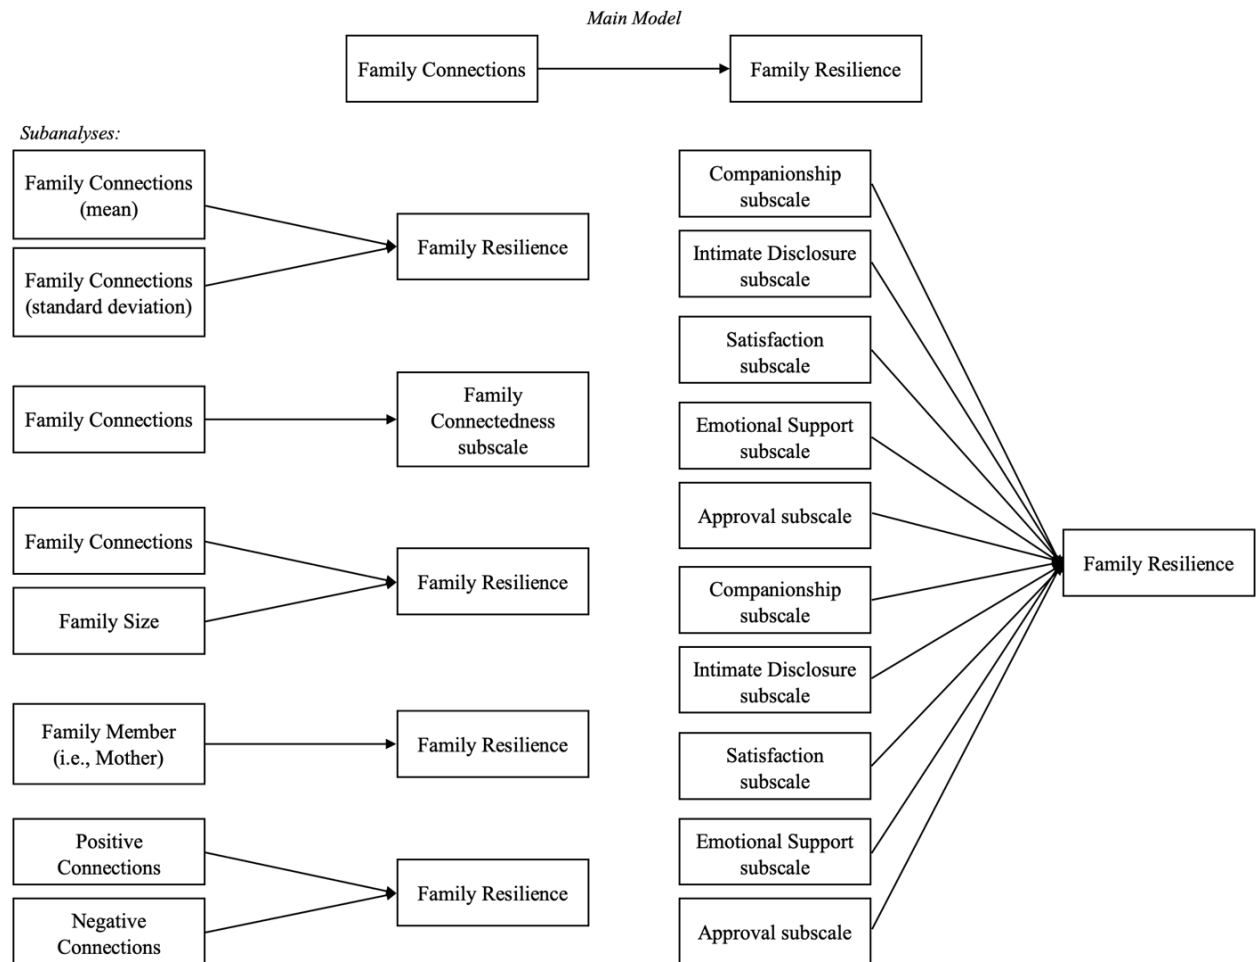 Main Model
Family Connections
Family Resilience
Subanalyses:
Family Connections
(mean)
Family Connections
(standard deviation)
Family Resilience
Family Connections
Family
Connectedness
subscale
Family Connections
Family Size
Family Resilience
Family Member
(i.e., Mother)
Family Resilience
Positive
Connections
Negative
Connections
Family Resilience
Companionship
subscale
Intimate Disclosure
subscale
Satisfaction
subscale
Emotional Support
subscale
Approval subscale
Companionship
subscale
Intimate Disclosure
subscale
Satisfaction
subscale
Emotional Support
subscale
Approval subscale
Family Resilience